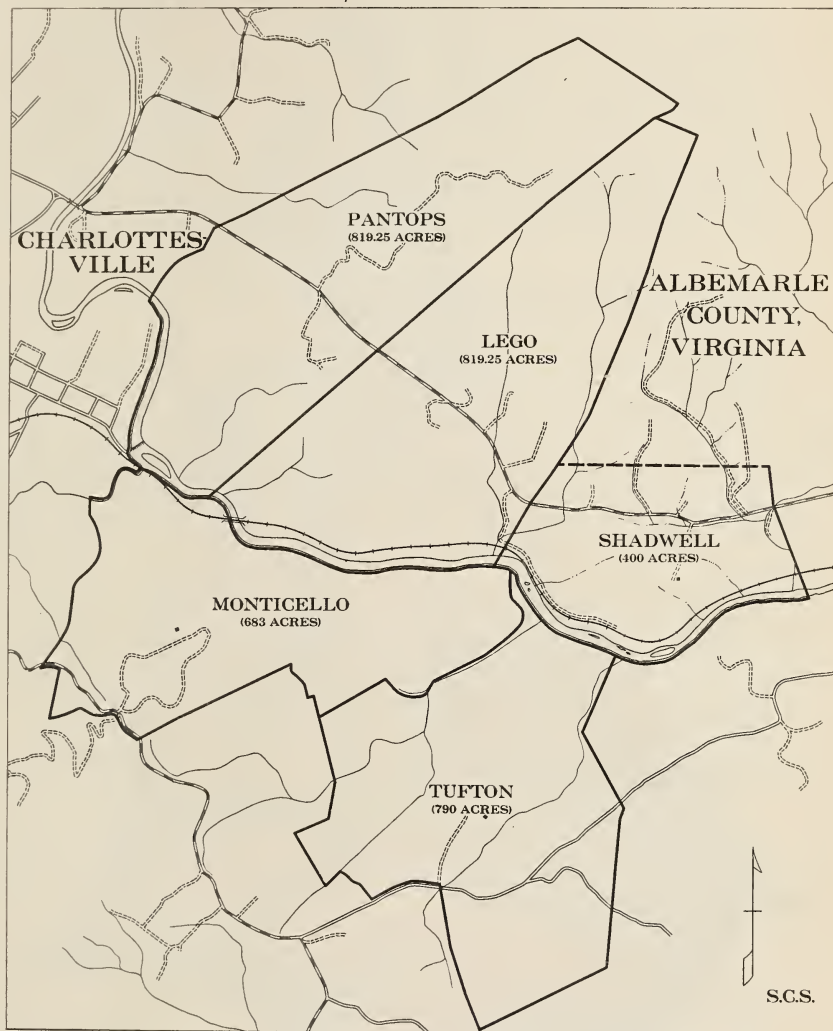 PANTOPS
(819.25 ACRES)
CHARLOTTES-
VILLE
ALBEMARLE
COUNTY,
VIRGINIA
LEGO
(819.25 ACRES)
SHADWELL
(400 ACRES)
MONTICELLO
(683 ACRES)
TUFTON
(790 ACRES)
S.C.S.